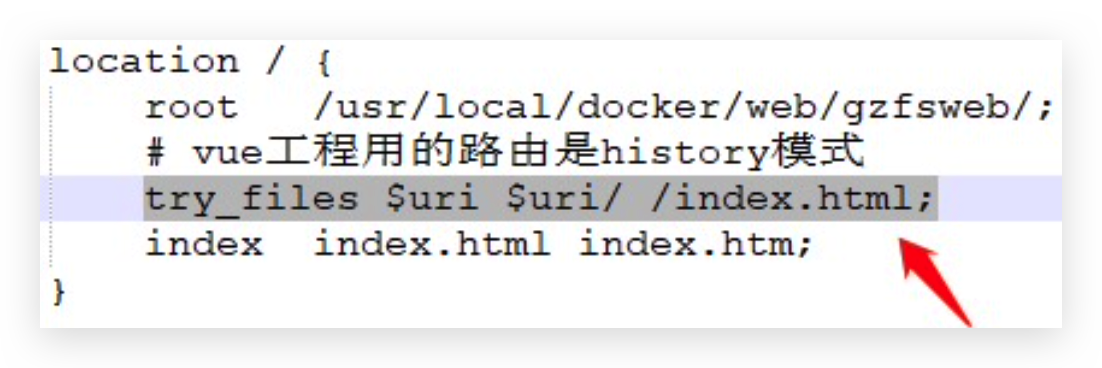 location / {
root /usr/local/docker/web/gzfsweb/;
# vue工程用的路由是history模式
try_files $uri $uri/ /index.html;
index index.html index.htm;
}